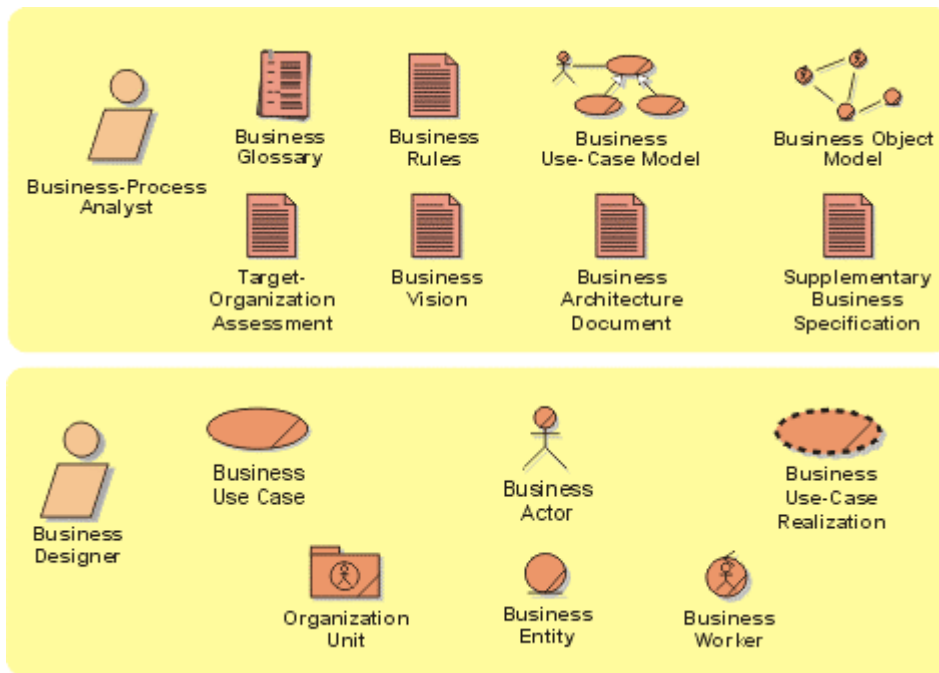 Business-Process
Analyst
Business
Glossary
Business
Rules
Business
Use-Case Model
Business Object
Model
Target-
Organization
Assessment
Business
Vision
Business
Architecture
Document
Supplementary
Business
Specification
Business
Designer
Business
Use Case
Business
Actor
Business
Use-Case
Realization
Organization
Unit
Business
Entity
Business
Worker